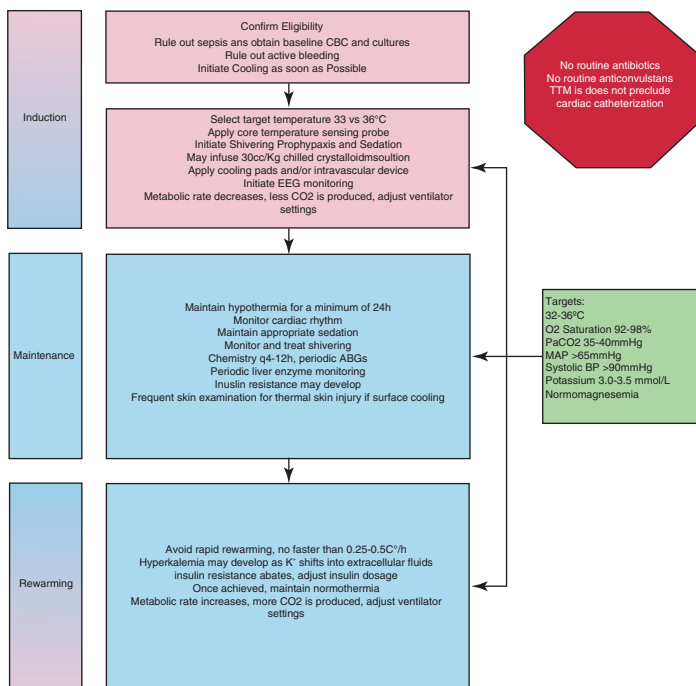 Induction
Confirm Eligibility
Rule out sepsis ans obtain baseline CBC and cultures
Rule out active bleeding
Initiate Cooling as soon as Possible
Select target temperature 33 vs 36°C
Apply core temperature sensing probe
Initiate Shivering Prophypaxis and Sedation
May infuse 30cc/Kg chilled crystalloidmsoultion
Apply cooling pads and/or intravascular device
Initiate EEG monitoring
Metabolic rate decreases, less CO2 is produced, adjust ventilator
settings
No routine antibiotics
No routine anticonvulstans
TTM is does not preclude
cardiac catheterization
Maintenance
Maintain hypothermia for a minimum of 24h
Monitor cardiac rhythm
Maintain appropriate sedation
Monitor and treat shivering
Chemistry q4-12h, periodic ABGs
Periodic liver enzyme monitoring
Inuslin resistance may develop
Frequent skin examination for thermal skin injury if surface cooling
Targets:
32-36ºC
O2 Saturation 92-98%
PaCO2 35-40mmHg
MAP >65mmHg
Systolic BP >90mmHg
Potassium 3.0-3.5 mmol/L
Normomagnesemia
Rewarming
Avoid rapid rewarming, no faster than 0.25-0.5C°/h
Hyperkalemia may develop as K⁺ shifts into extracellular fluids
insulin resistance abates, adjust insulin dosage
Once achieved, maintain normothermia
Metabolic rate increases, more CO2 is produced, adjust ventilator
settings